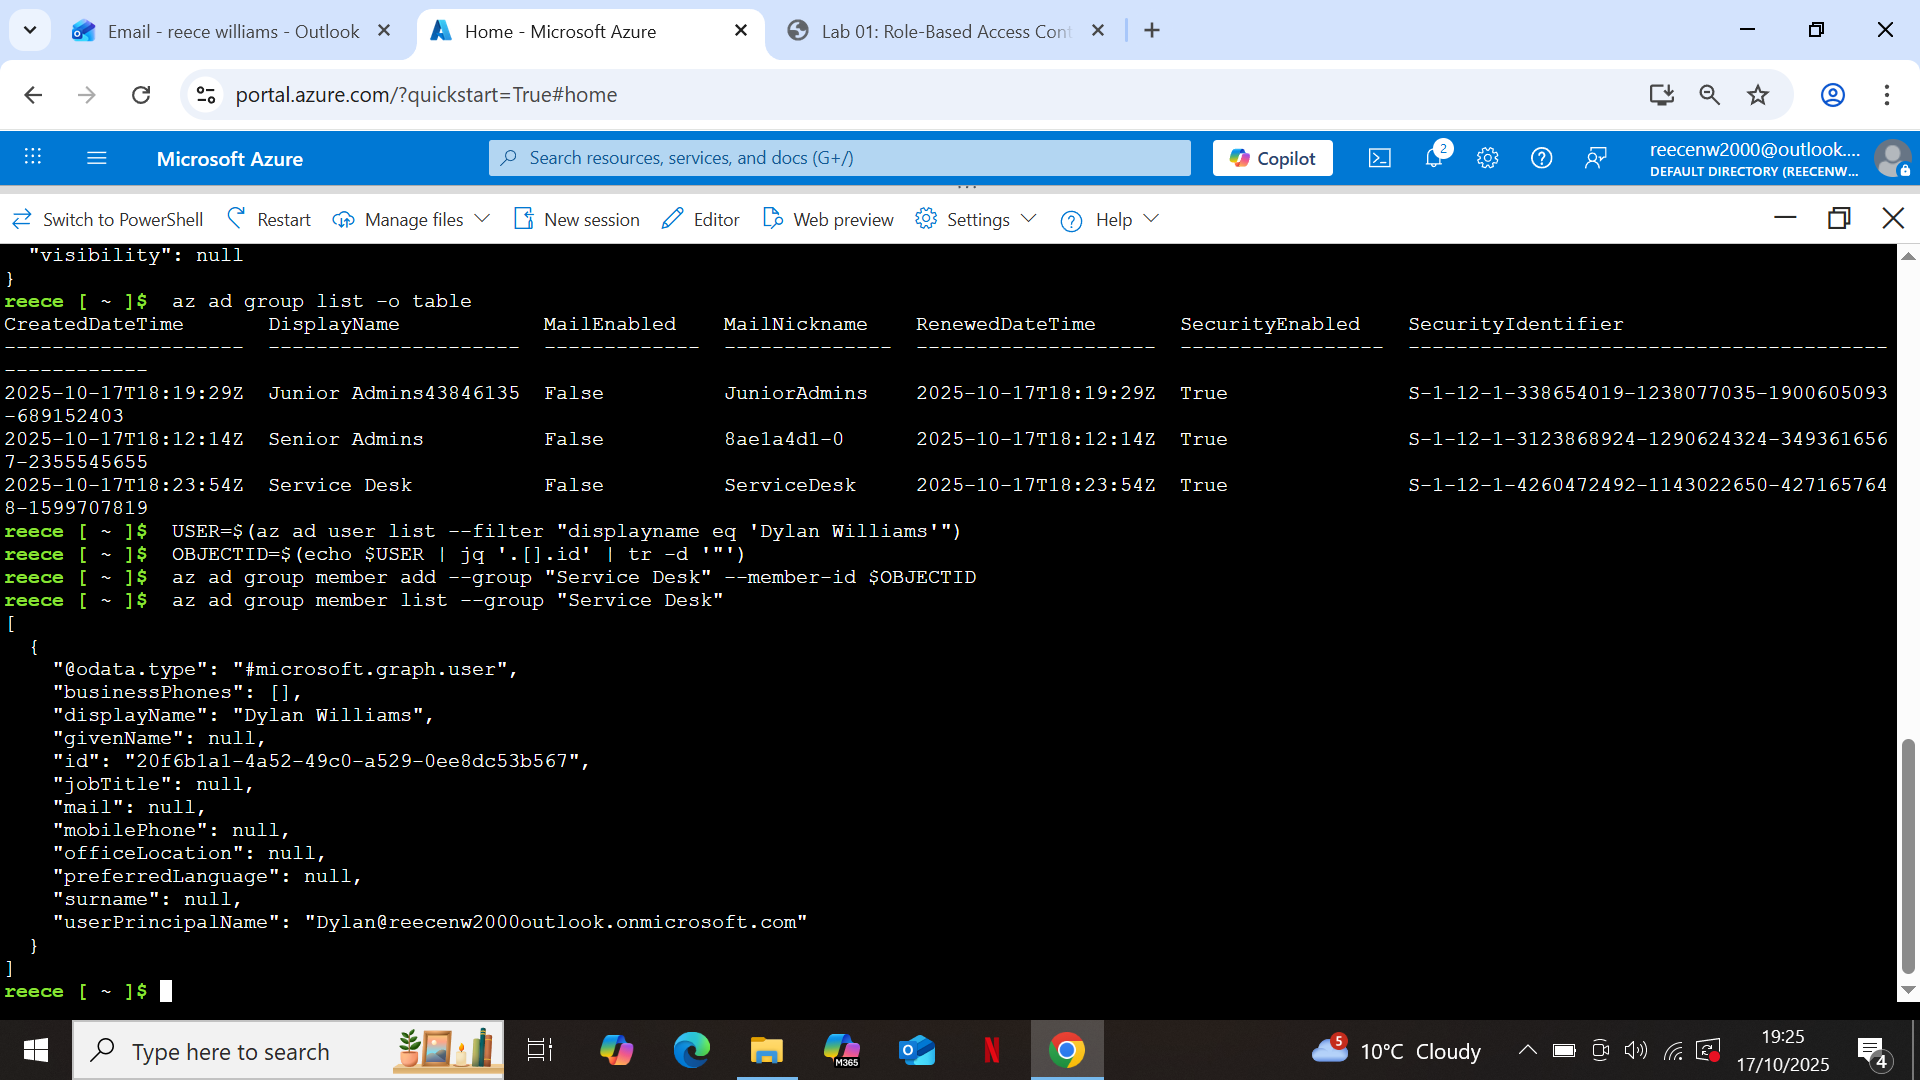 Email - reece williams - Outlook
Home - Microsoft Azure
Lab 01: Role-Based Access Cont
portal.azure.com/?quickstart=True#home
Microsoft Azure
Search resources, services, and docs (G+/)
Copilot
2
reecenw2000@outlook....
DEFAULT DIRECTORY (REECENW...
Switch to PowerShell
Restart
Manage files
New session
Editor
Web preview
Settings
Help
"visibility": null
}
reece [ ~ ]$ az ad group list -o table
CreatedDateTime DisplayName MailEnabled MailNickname RenewedDateTime SecurityEnabled SecurityIdentifier
-------------------- --------------------- ------------- -------------- -------------------- ----------------- ----------------------------------------
------------
2025-10-17T18:19:29Z Junior Admins43846135 False JuniorAdmins 2025-10-17T18:19:29Z True S-1-12-1-338654019-1238077035-1900605093
-689152403
2025-10-17T18:12:14Z Senior Admins False 8ae1a4d1-0 2025-10-17T18:12:14Z True S-1-12-1-3123868924-1290624324-349361656
7-2355545655
2025-10-17T18:23:54Z Service Desk False ServiceDesk 2025-10-17T18:23:54Z True S-1-12-1-4260472492-1143022650-427165764
8-1599707819
reece [ ~ ]$ USER=$(az ad user list --filter "displayname eq 'Dylan Williams'")
reece [ ~ ]$ OBJECTID=$(echo $USER | jq '.[].id' | tr -d '"')
reece [ ~ ]$ az ad group member add --group "Service Desk" --member-id $OBJECTID
reece [ ~ ]$ az ad group member list --group "Service Desk"
[
{
"@odata.type": "#microsoft.graph.user",
"businessPhones": [],
"displayName": "Dylan Williams",
"givenName": null,
"id": "20f6b1a1-4a52-49c0-a529-0ee8dc53b567",
"jobTitle": null,
"mail": null,
"mobilePhone": null,
"officeLocation": null,
"preferredLanguage": null,
"surname": null,
"userPrincipalName": "Dylan@reecenw2000outlook.onmicrosoft.com"
}
]
reece [ ~ ]$
Type here to search
M365
N
5
10°C Cloudy
19:25
17/10/2025
4